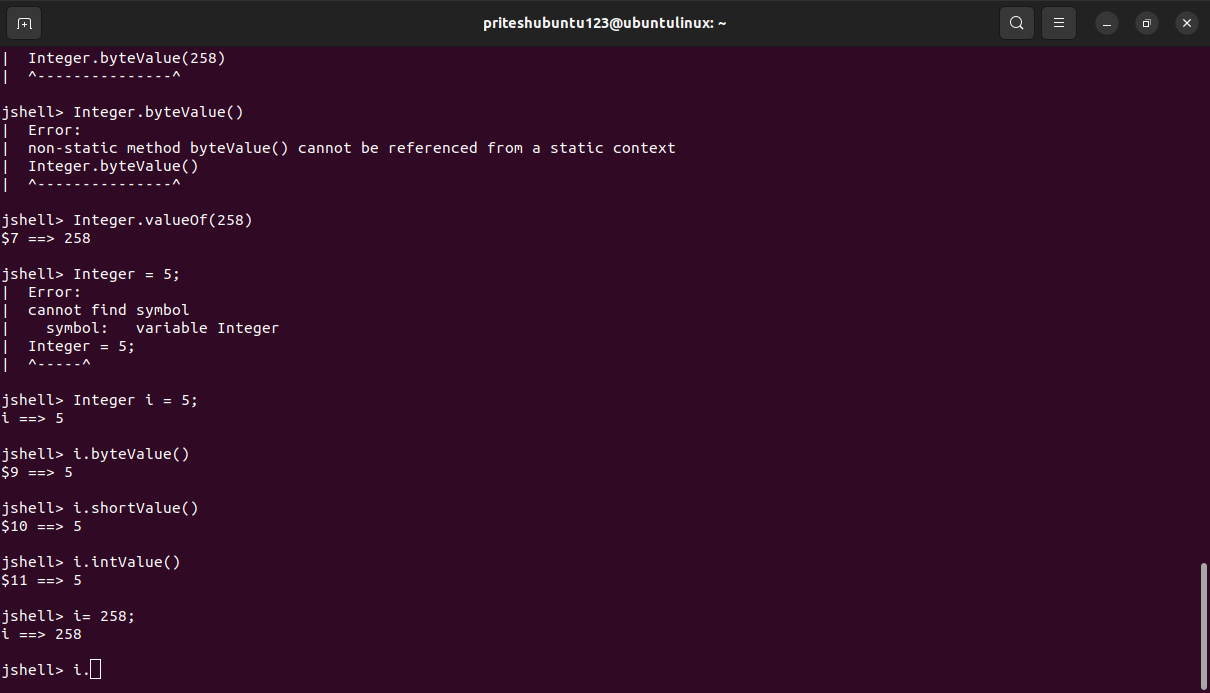 priteshubuntu123@ubuntulinux: ~
|  Integer.byteValue(258)
|  ^---------------^
jshell> Integer.byteValue()
|  Error:
|  non-static method byteValue() cannot be referenced from a static context
|  Integer.byteValue()
|  ^---------------^
jshell> Integer.valueOf(258)
$7 ==> 258
jshell> Integer = 5;
|  Error:
|  cannot find symbol
|    symbol:   variable Integer
|  Integer = 5;
|  ^-----^
jshell> Integer i = 5;
i ==> 5
jshell> i.byteValue()
$9 ==> 5
jshell> i.shortValue()
$10 ==> 5
jshell> i.intValue()
$11 ==> 5
jshell> i= 258;
i ==> 258
jshell> i.